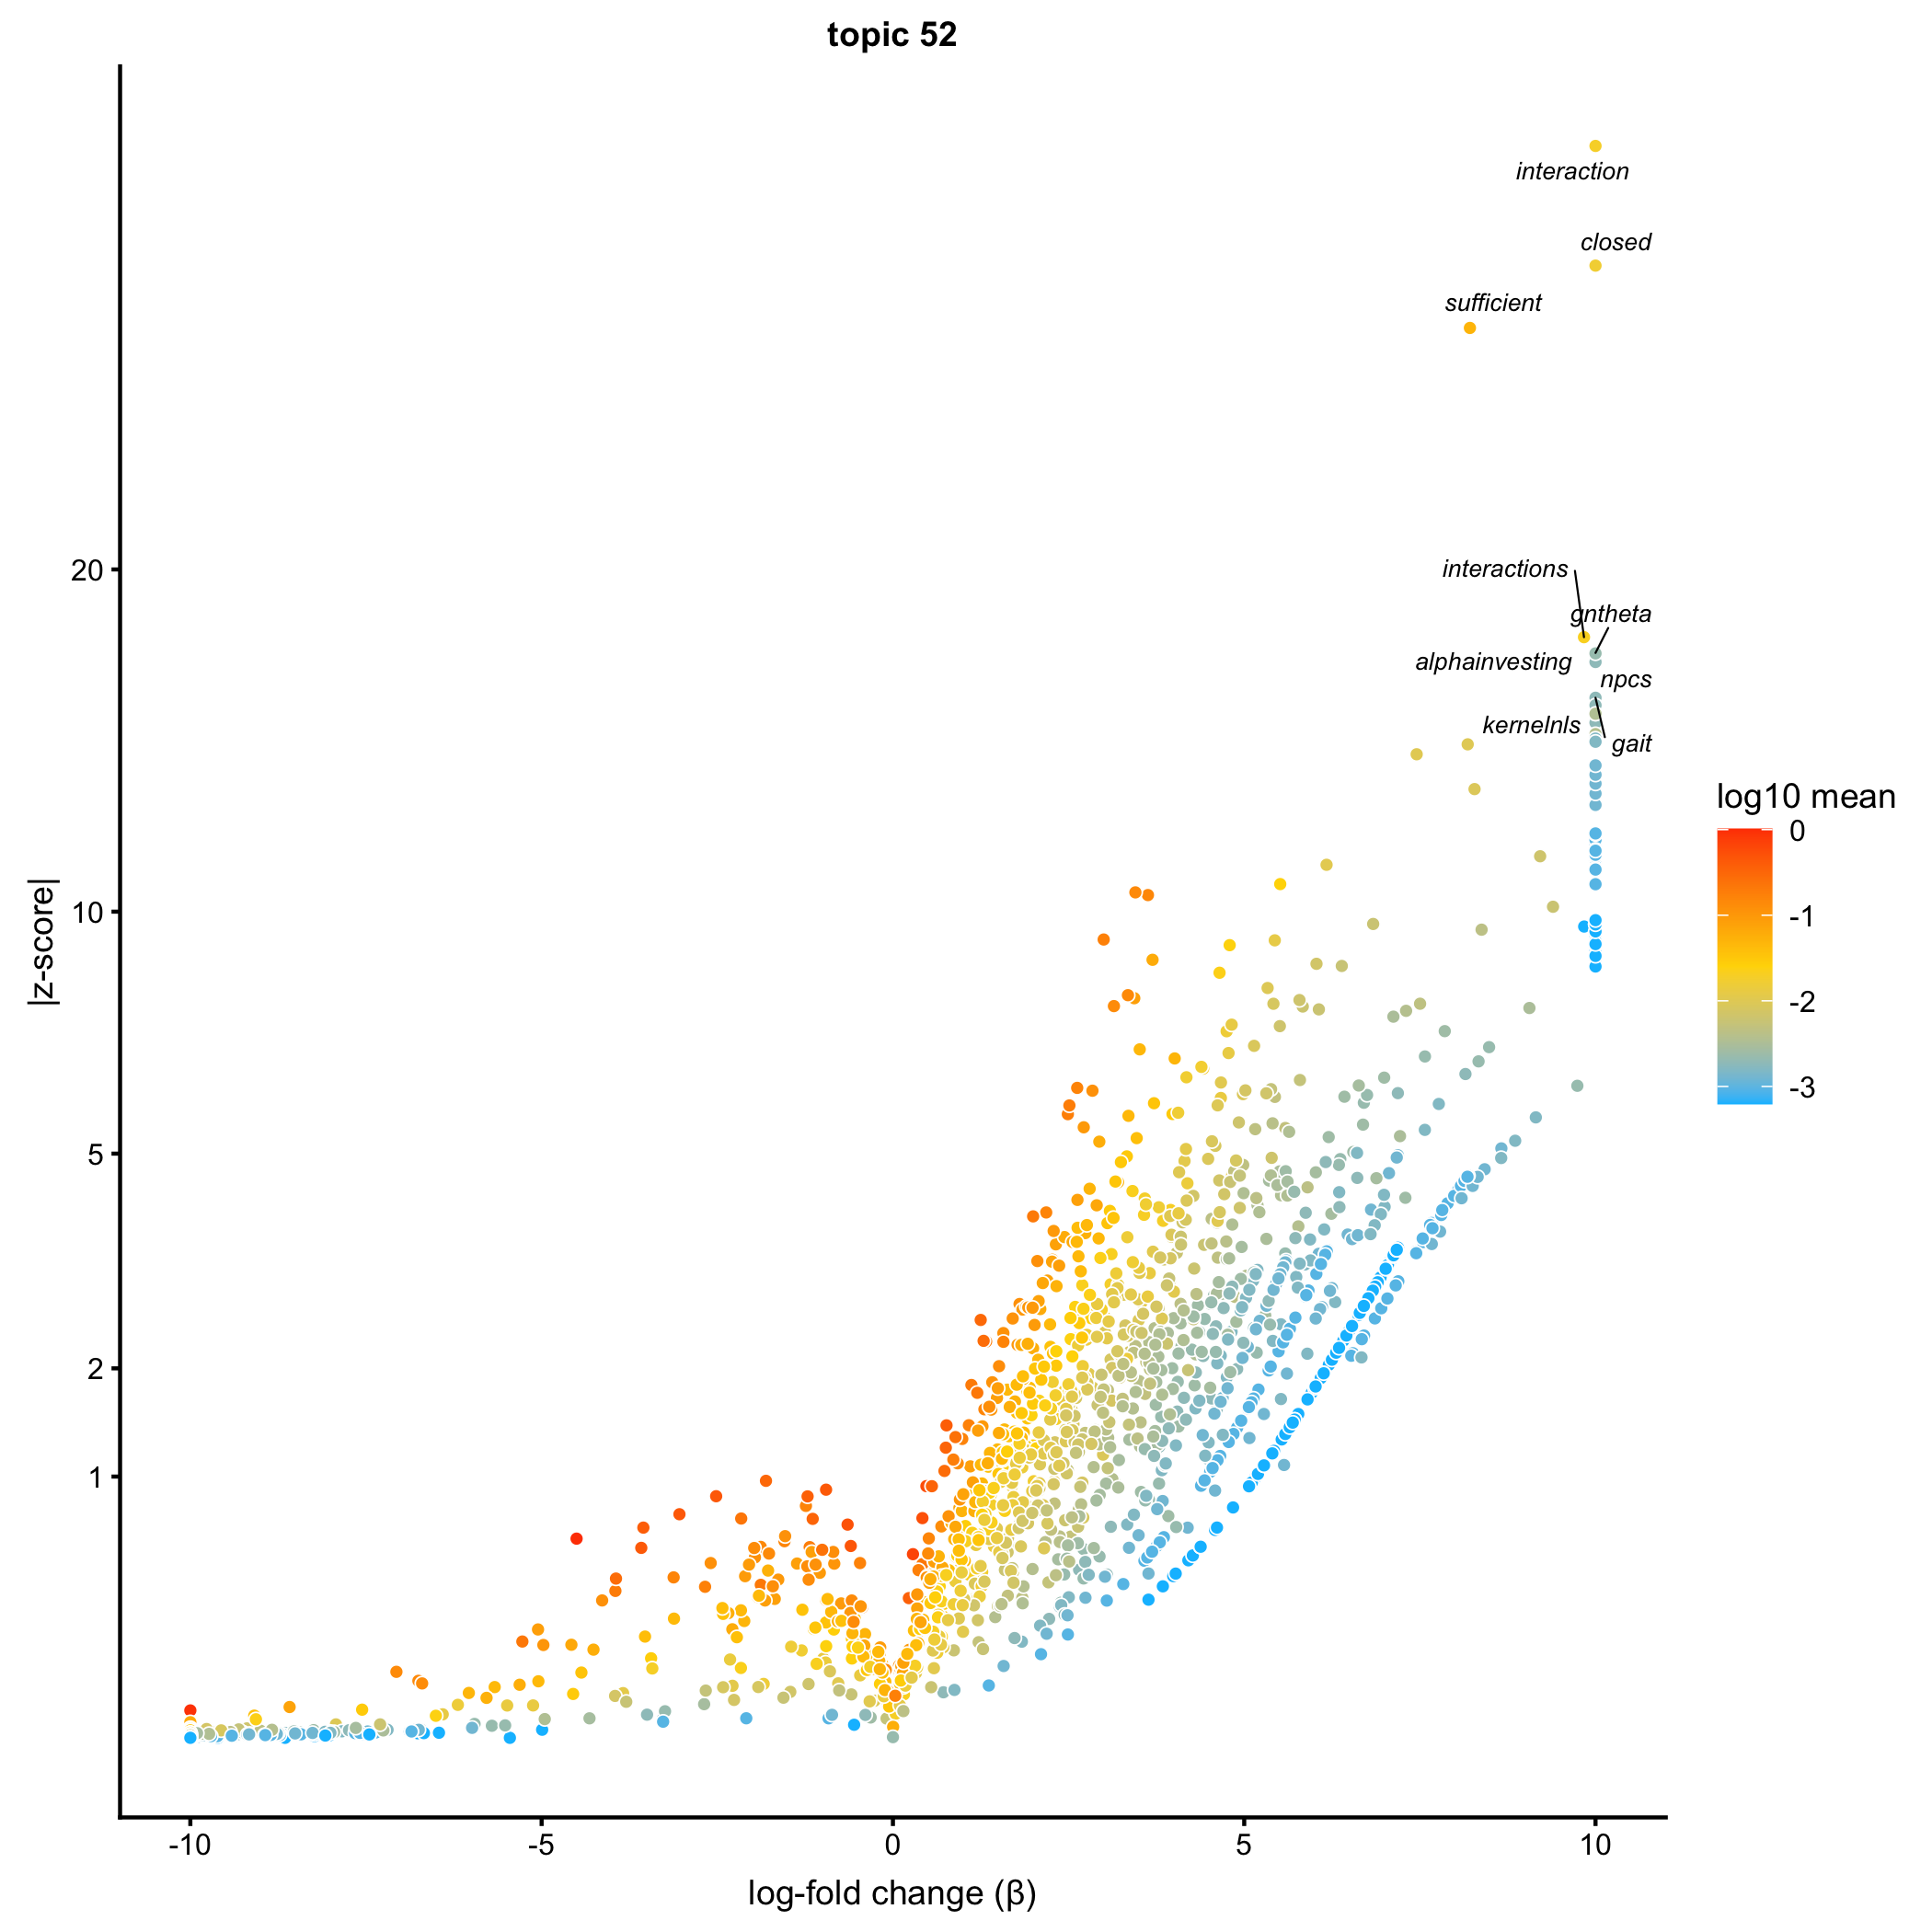 topic 52
interaction
closed
sufficient
interactions
gntheta
alphainvesting
npcs
kernelnls
gait
|z-score|
20
10
5
2
1
-10
-5
0
5
10
log-fold change (β)
log10 mean
0
-1
-2
-3